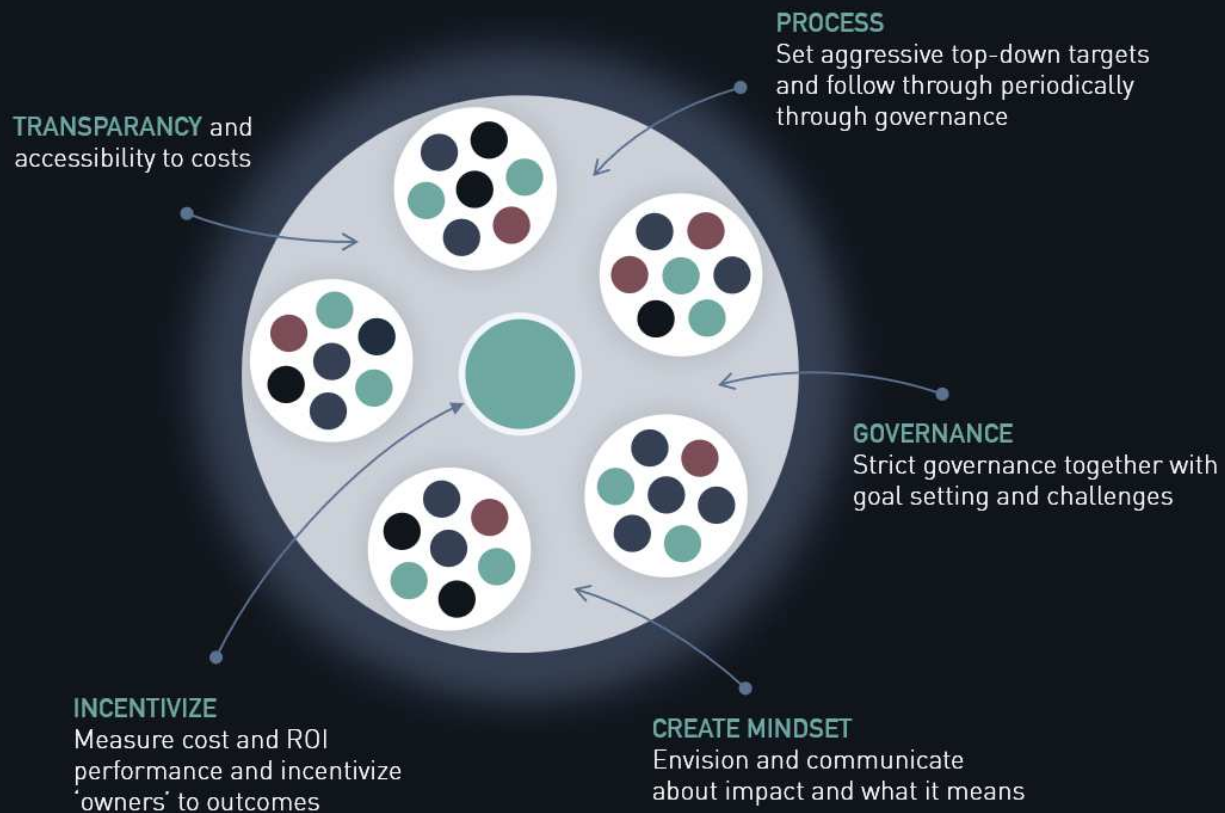 PROCESS
Set aggressive top-down targets
and follow through periodically
through governance
TRANSPARANCY and
accessibility to costs
GOVERNANCE
Strict governance together with
goal setting and challenges
INCENTIVIZE
Measure cost and ROI
performance and incentivize
'owners' to outcomes
CREATE MINDSET
Envision and communicate
about impact and what it means